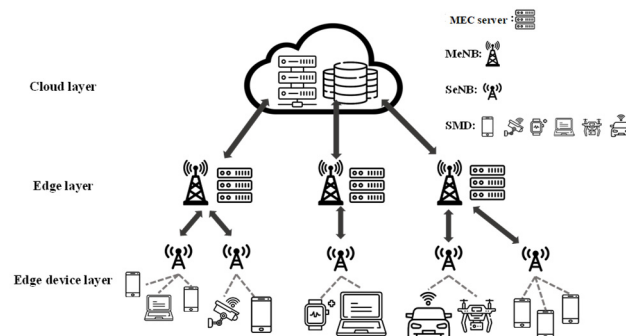 MEC server :
MeNB:
SeNB:
SMD:
Cloud layer
Edge layer
Edge device layer